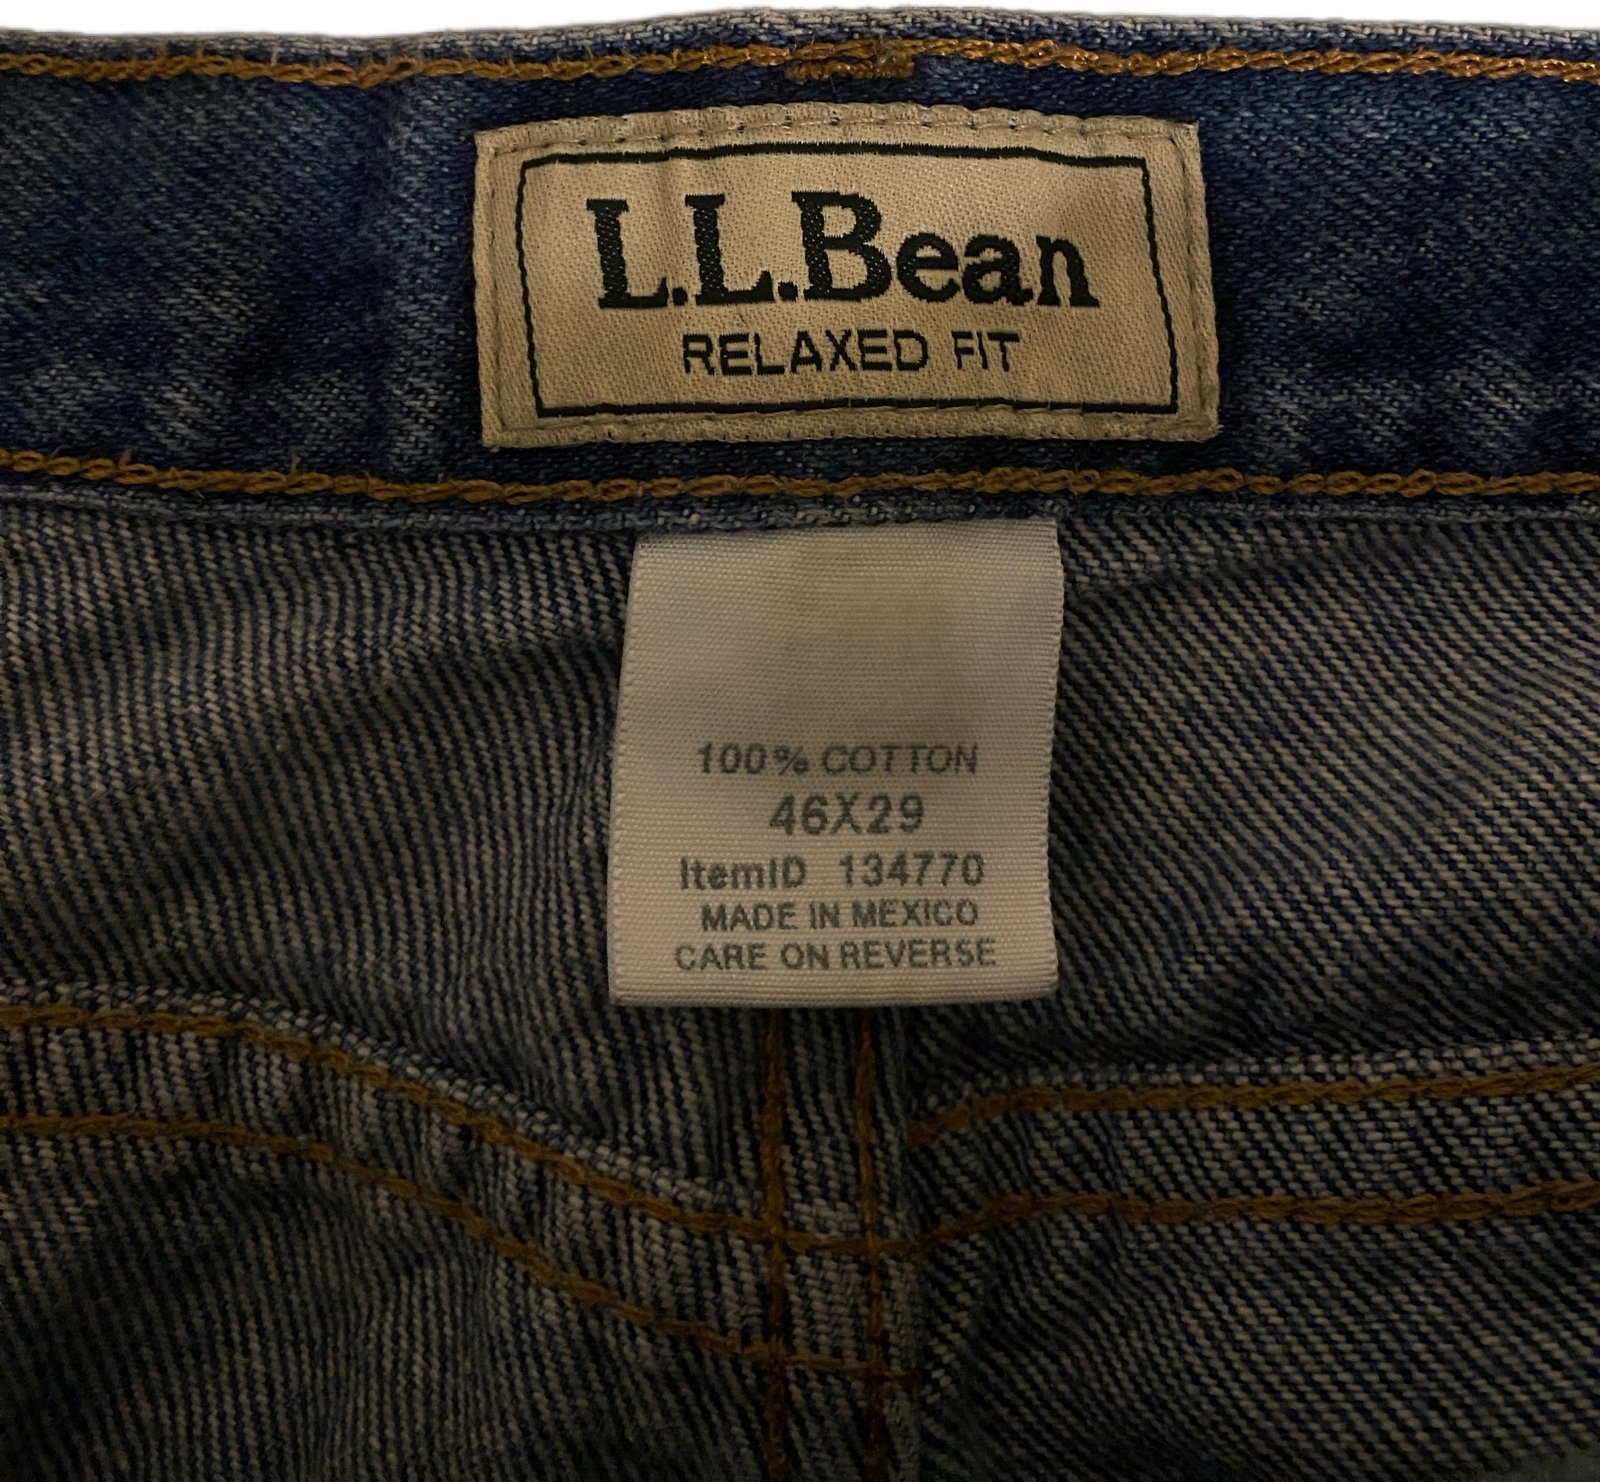 L.L.Bean
RELAXED FIT
100% COTTON
46X29
ItemID 134770
MADE IN MEXICO
CARE ON REVERSE